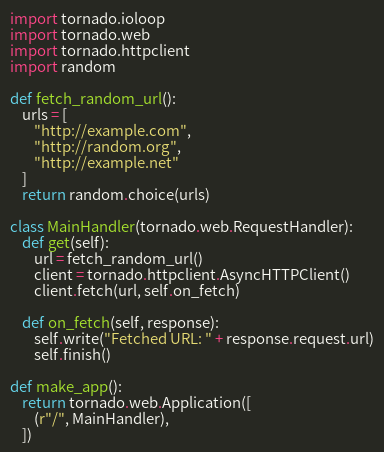 import tornado.ioloop
import tornado.web
import tornado.httpclient
import random

def fetch_random_url():
    urls = [
        "http://example.com",
        "http://random.org",
        "http://example.net"
    ]
    return random.choice(urls)

class MainHandler(tornado.web.RequestHandler):
    def get(self):
        url = fetch_random_url()
        client = tornado.httpclient.AsyncHTTPClient()
        client.fetch(url, self.on_fetch)

    def on_fetch(self, response):
        self.write("Fetched URL: " + response.request.url)
        self.finish()

def make_app():
    return tornado.web.Application([
        (r"/", MainHandler),
    ])